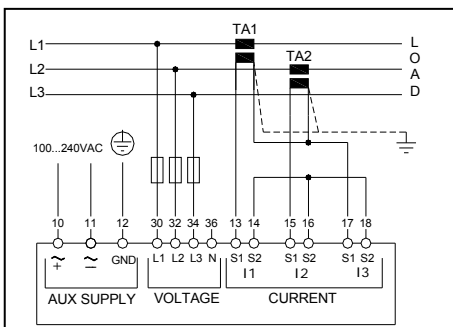 TA1
L1 L
L2 TA2 O
A
L3 D
100...240VAC
10 11 12 30 32 34 36 13 14 15 16 17 18
~ ~ GND L1 L2 L3 N S1 S2 S1 S2 S1 S2
+ – I1 I2 I3
AUX SUPPLY VOLTAGE CURRENT